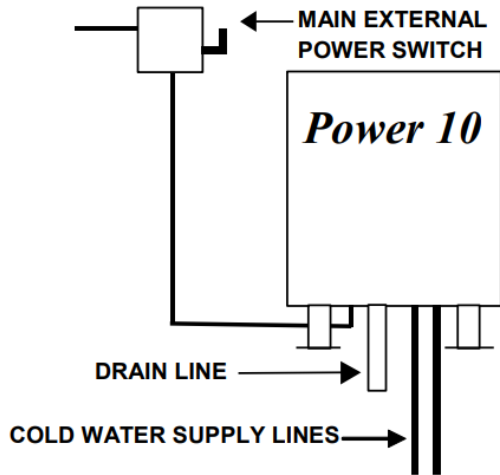 MAIN EXTERNAL
POWER SWITCH
Power 10
DRAIN LINE
COLD WATER SUPPLY LINES